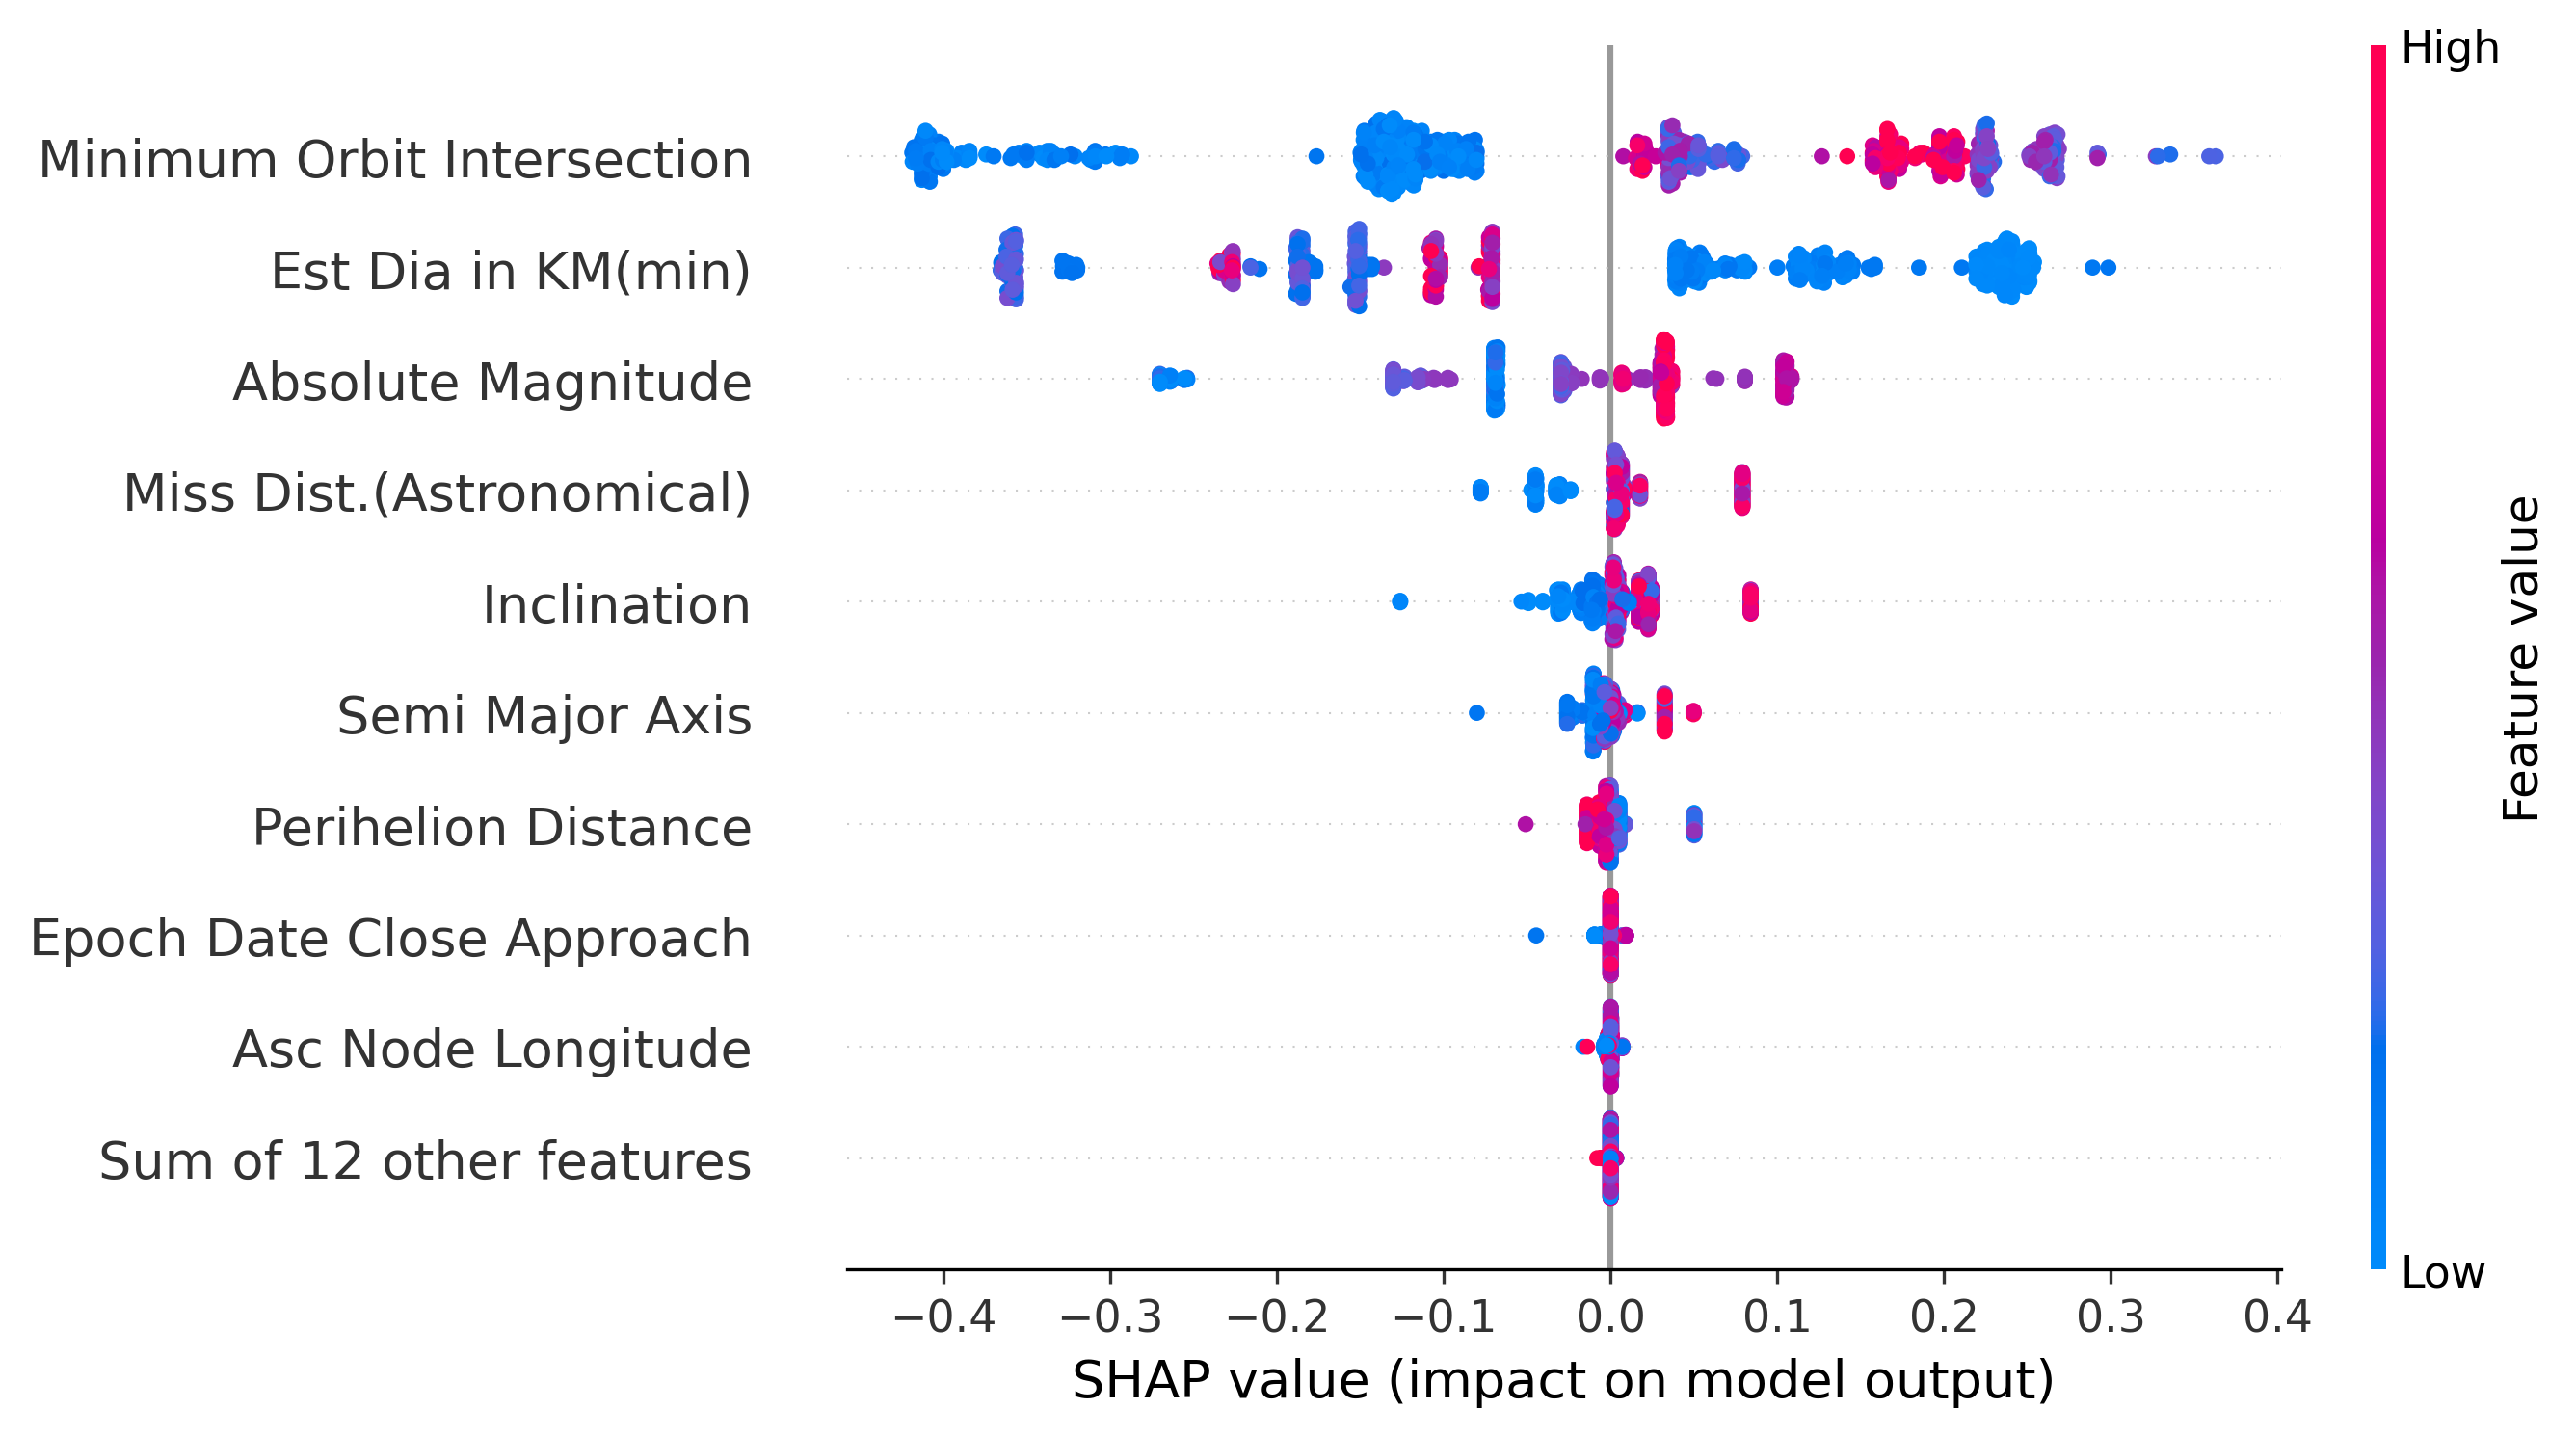 High
Minimum Orbit Intersection
Est Dia in KM(min)
Absolute Magnitude
Miss Dist.(Astronomical)
Inclination
Semi Major Axis
Perihelion Distance
Epoch Date Close Approach
Asc Node Longitude
Sum of 12 other features
Feature value
Low
−0.4 −0.3 −0.2 −0.1 0.0 0.1 0.2 0.3 0.4
SHAP value (impact on model output)